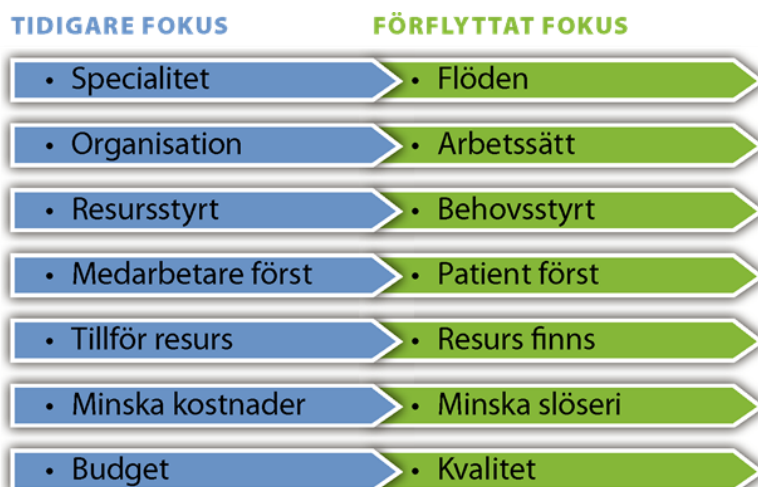 TIDIGARE FOKUS FÖRFLYTTAT FOKUS
• Specialitet • Flöden
• Organisation • Arbetssätt
• Resursstyrt • Behovsstyrt
• Medarbetare först • Patient först
• Tillför resurs • Resurs finns
• Minska kostnader • Minska slöseri
• Budget • Kvalitet